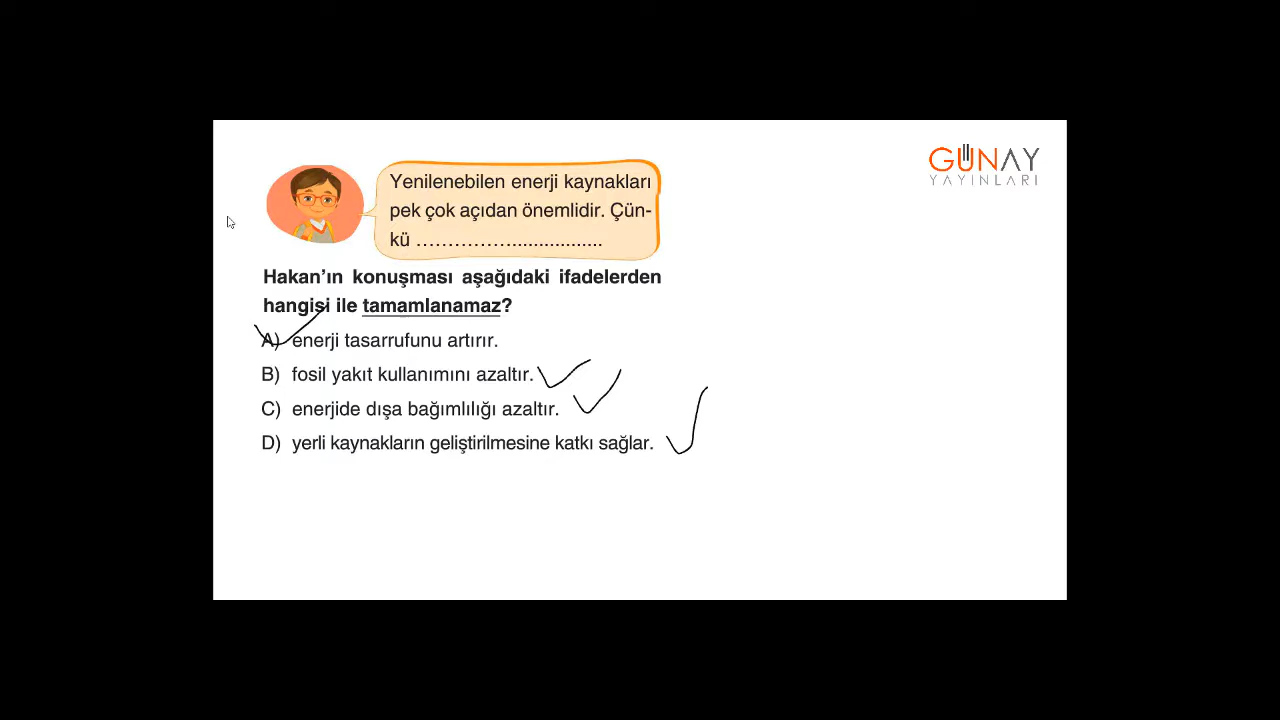 GÜNAY
YAYINLARI
Yenilenebilen enerji kaynakları
pek çok açıdan önemlidir. Çün-
kü ....................................
Hakan’ın konuşması aşağıdaki ifadelerden
hangisi ile tamamlanamaz?
A) enerji tasarrufunu artırır.
B) fosil yakıt kullanımını azaltır.
C) enerjide dışa bağımlılığı azaltır.
D) yerli kaynakların geliştirilmesine katkı sağlar.